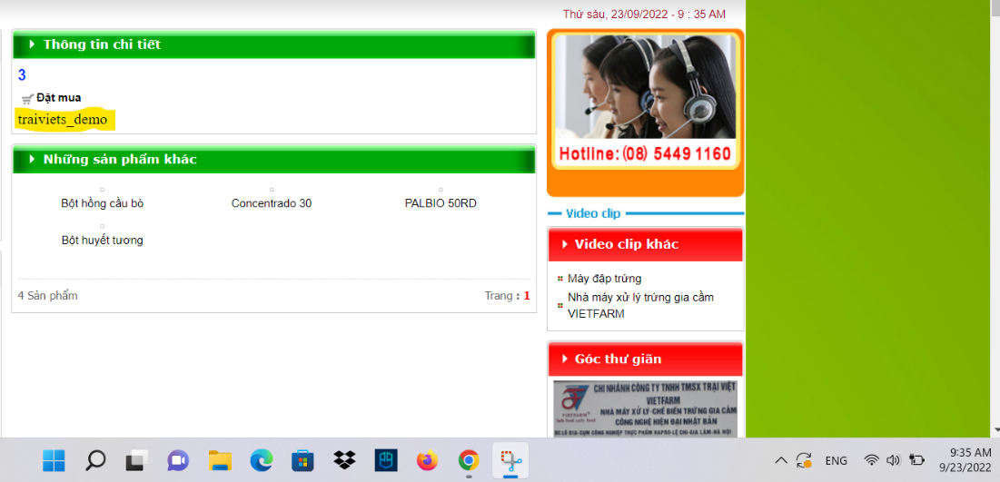 Thứ sáu, 23/09/2022 - 9 : 35 AM
Thông tin chi tiết
3
Đặt mua
traiviets_demo
Những sản phẩm khác
Bột hồng cầu bò
Concentrado 30
PALBIO 50RD
Bột huyết tương
4 Sản phẩm
Trang : 1
Hotline: (08) 5449 1160
Video clip
Video clip khác
Máy đập trứng
Nhà máy xử lý trứng gia cầm
VIETFARM
Góc thư giãn
CHI NHÁNH CÔNG TY TNHH TMSX TRẠI VIỆT
VIETFARM
NHÀ MÁY XỬ LÝ-CHẾ BIẾN TRỨNG GIA CẦM
CÔNG NGHỆ HIỆN ĐẠI NHẬT BẢN
VIETFARM
ENG
9:35 AM
9/23/2022